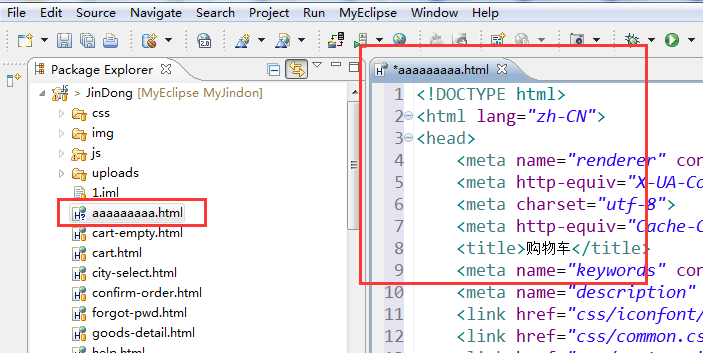 File Edit Source Navigate Search Project Run MyEclipse Window Help
2.0
Package Explorer
> JinDong [MyEclipse MyJindon]
css
img
js
> uploads
1.iml
aaaaaaaaa.html
cart-empty.html
cart.html
city-select.html
confirm-order.html
forgot-pwd.html
goods-detail.html
help.html
*aaaaaaaaa.html
1 <!DOCTYPE html>
2 <html lang="zh-CN">
3 <head>
4 <meta name="renderer" con
5 <meta http-equiv="X-UA-Co
6 <meta charset="utf-8">
7 <meta http-equiv="Cache-C
8 <title>购物车</title>
9 <meta name="keywords" con
10 <meta name="description"
11 <link href="css/iconfont/
12 <link href="css/common.cs